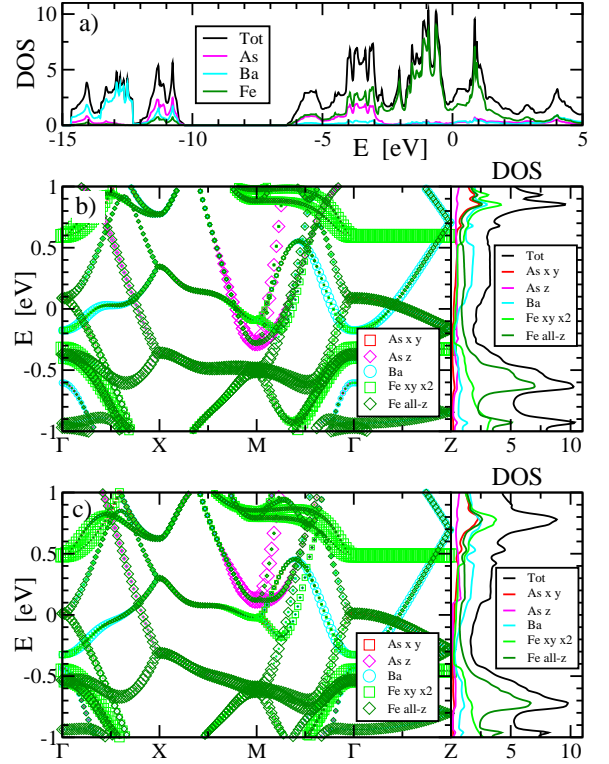 a)
DOS
10
5
0
Tot
As
Ba
Fe
-15 -10 -5 0 5
E [eV]
DOS
b)
E [eV]
1
0.5
0
-0.5
-1
As x y
As z
Ba
Fe xy x2
Fe all-z
Tot
As x y
As z
Ba
Fe xy x2
Fe all-z
Γ X M Γ Z 5 10
DOS
c)
E [eV]
1
0.5
0
-0.5
-1
As x y
As z
Ba
Fe xy x2
Fe all-z
Tot
As x y
As z
Ba
Fe xy x2
Fe all-z
Γ X M Γ Z 5 10